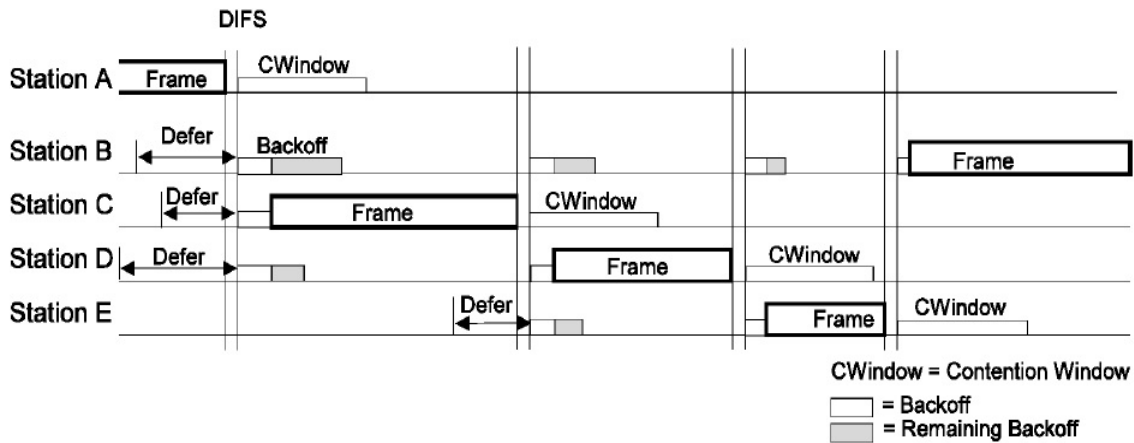 DIFS
Station A Frame CWindow
Station B Defer Backoff Frame
Station C Defer Frame CWindow
Station D Defer Frame CWindow
Station E Defer Frame CWindow
CWindow = Contention Window
= Backoff
= Remaining Backoff